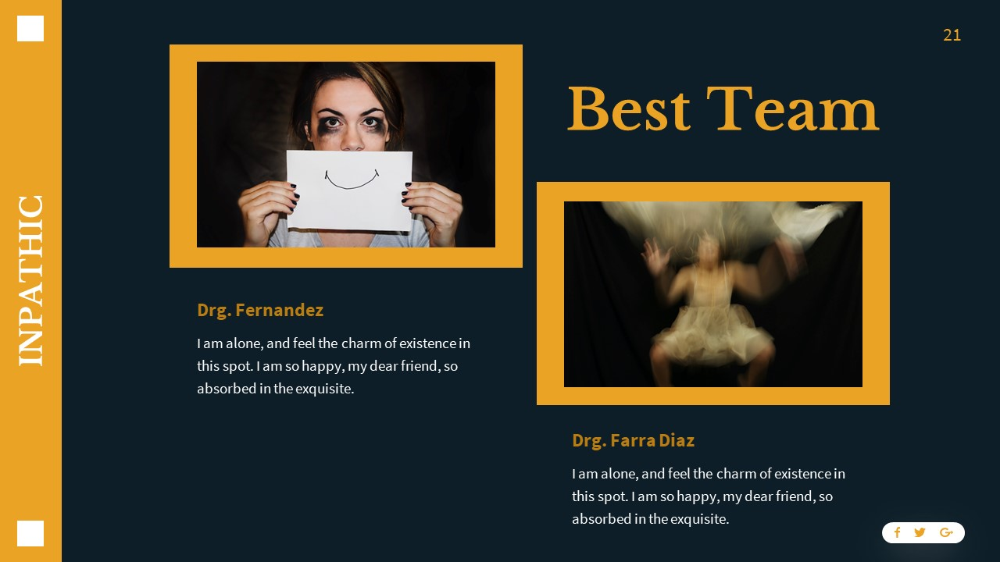 INPATHIC
21
Best Team
Drg. Fernandez
I am alone, and feel the charm of existence in
this spot. I am so happy, my dear friend, so
absorbed in the exquisite.
Drg. Farra Diaz
I am alone, and feel the charm of existence in
this spot. I am so happy, my dear friend, so
absorbed in the exquisite.